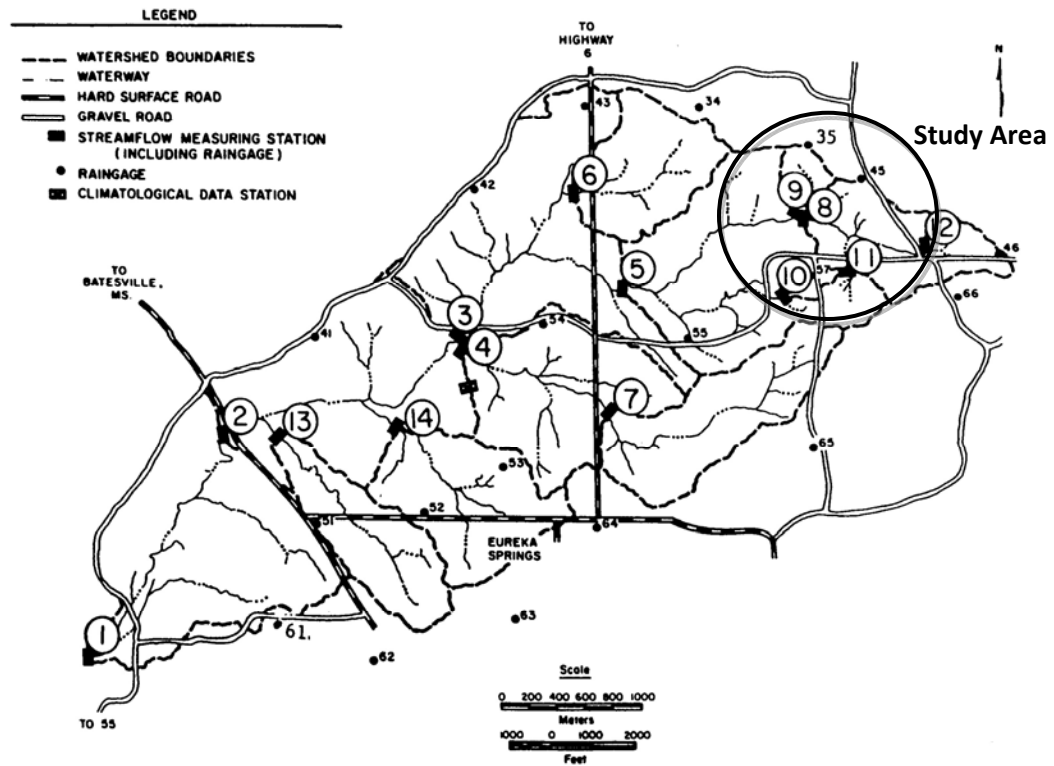 LEGEND
WATERSHED BOUNDARIES
WATERWAY
HARD SURFACE ROAD
GRAVEL ROAD
STREAMFLOW MEASURING STATION
(INCLUDING RAINGAGE)
RAINGAGE
CLIMATOLOGICAL DATA STATION
TO
HIGHWAY
6
N
43
34
Study Area
35
45
42
6
9
8
12
46
TO
BATESVILLE,
MS.
5
11
57
10
66
3
54
55
41
4
7
2
13
14
65
53
52
51
64
EUREKA
SPRINGS
63
1
61.
62
Scale
0 200 400 600 800 1000
Meters
1000 0 1000 2000
Feet
TO 55